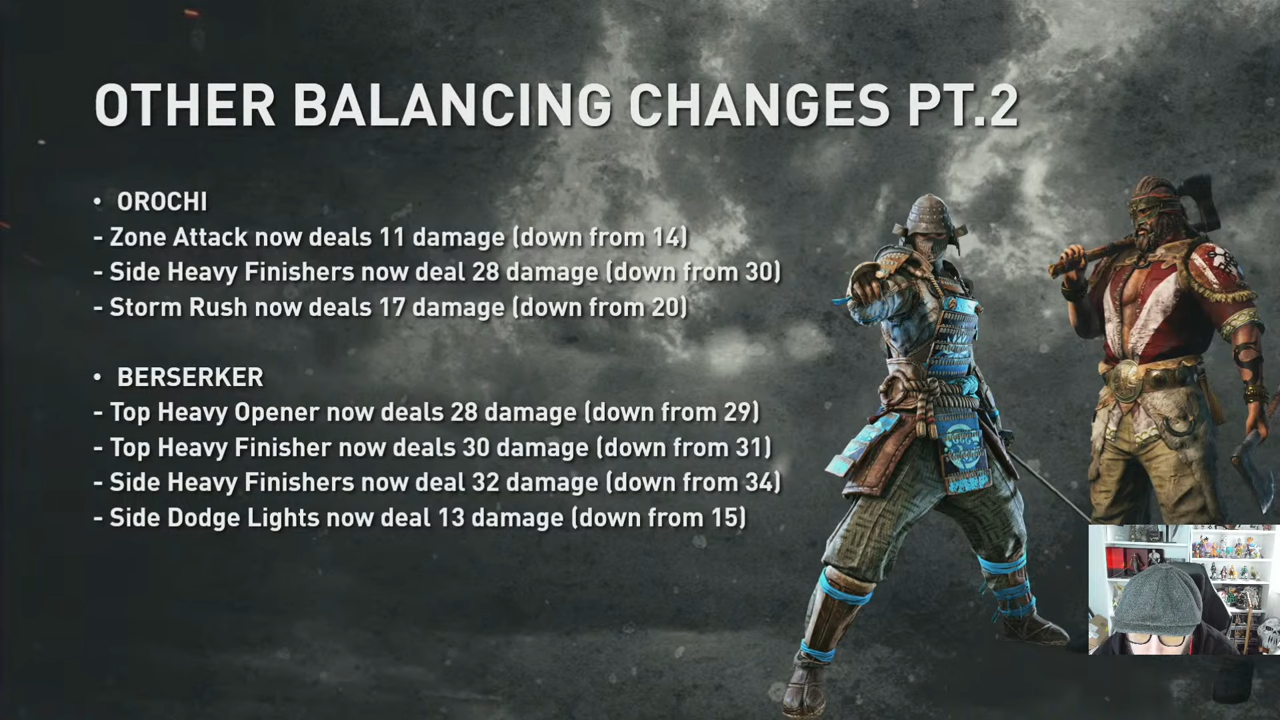 OTHER BALANCING CHANGES PT.2
• OROCHI
- Zone Attack now deals 11 damage (down from 14)
- Side Heavy Finishers now deal 28 damage (down from 30)
- Storm Rush now deals 17 damage (down from 20)
• BERSERKER
- Top Heavy Opener now deals 28 damage (down from 29)
- Top Heavy Finisher now deals 30 damage (down from 31)
- Side Heavy Finishers now deal 32 damage (down from 34)
- Side Dodge Lights now deal 13 damage (down from 15)